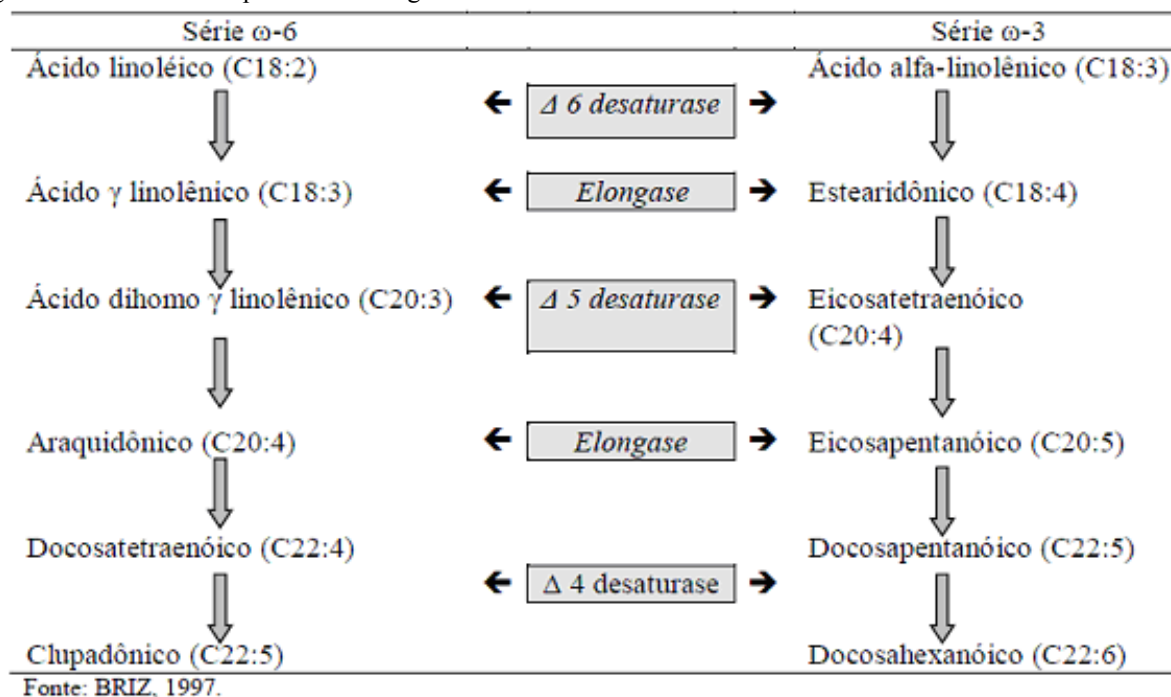 Série ω-6 Série ω-3
Ácido linoléico (C18:2) Ácido alfa-linolênico (C18:3)
Δ 6 desaturase
Ácido γ linolênico (C18:3) Elongase Estearidônico (C18:4)
Ácido dihomo γ linolênico (C20:3) Δ 5 desaturase Eicosatetraenóico
(C20:4)
Araquidônico (C20:4) Elongase Eicosapentanóico (C20:5)
Docosatetraenóico (C22:4) Docosapentanóico (C22:5)
Δ 4 desaturase
Clupadônico (C22:5) Docosahexanóico (C22:6)
Fonte: BRIZ, 1997.